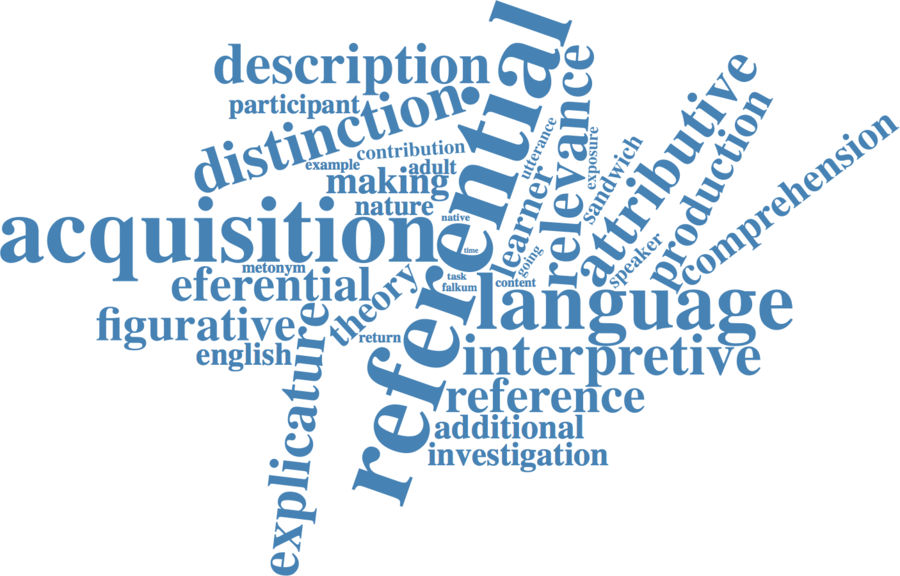 description
participant
distinction
referential
relevance
attributive
production
comprehension
contribution
example
adult
making
nature
native
utterance
exposure
learner
sandwich
speaker
going
acquisition
time
metonym
eferential
theory
task
falkum
content
language
figurative
english
explicature
return
interpretive
reference
additional
investigation